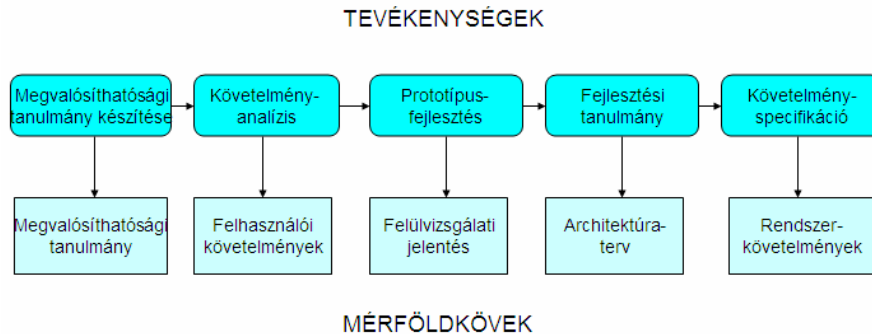 TEVÉKENYSÉGEK
Megvalósíthatósági
tanulmány készítése
Követelmény-
analízis
Prototípus-
fejlesztés
Fejlesztési
tanulmány
Követelmény-
specifikáció
Megvalósíthatósági
tanulmány
Felhasználói
követelmények
Felülvizsgálati
jelentés
Architektúra-
terv
Rendszer-
követelmények
MÉRFÖLDKÖVEK